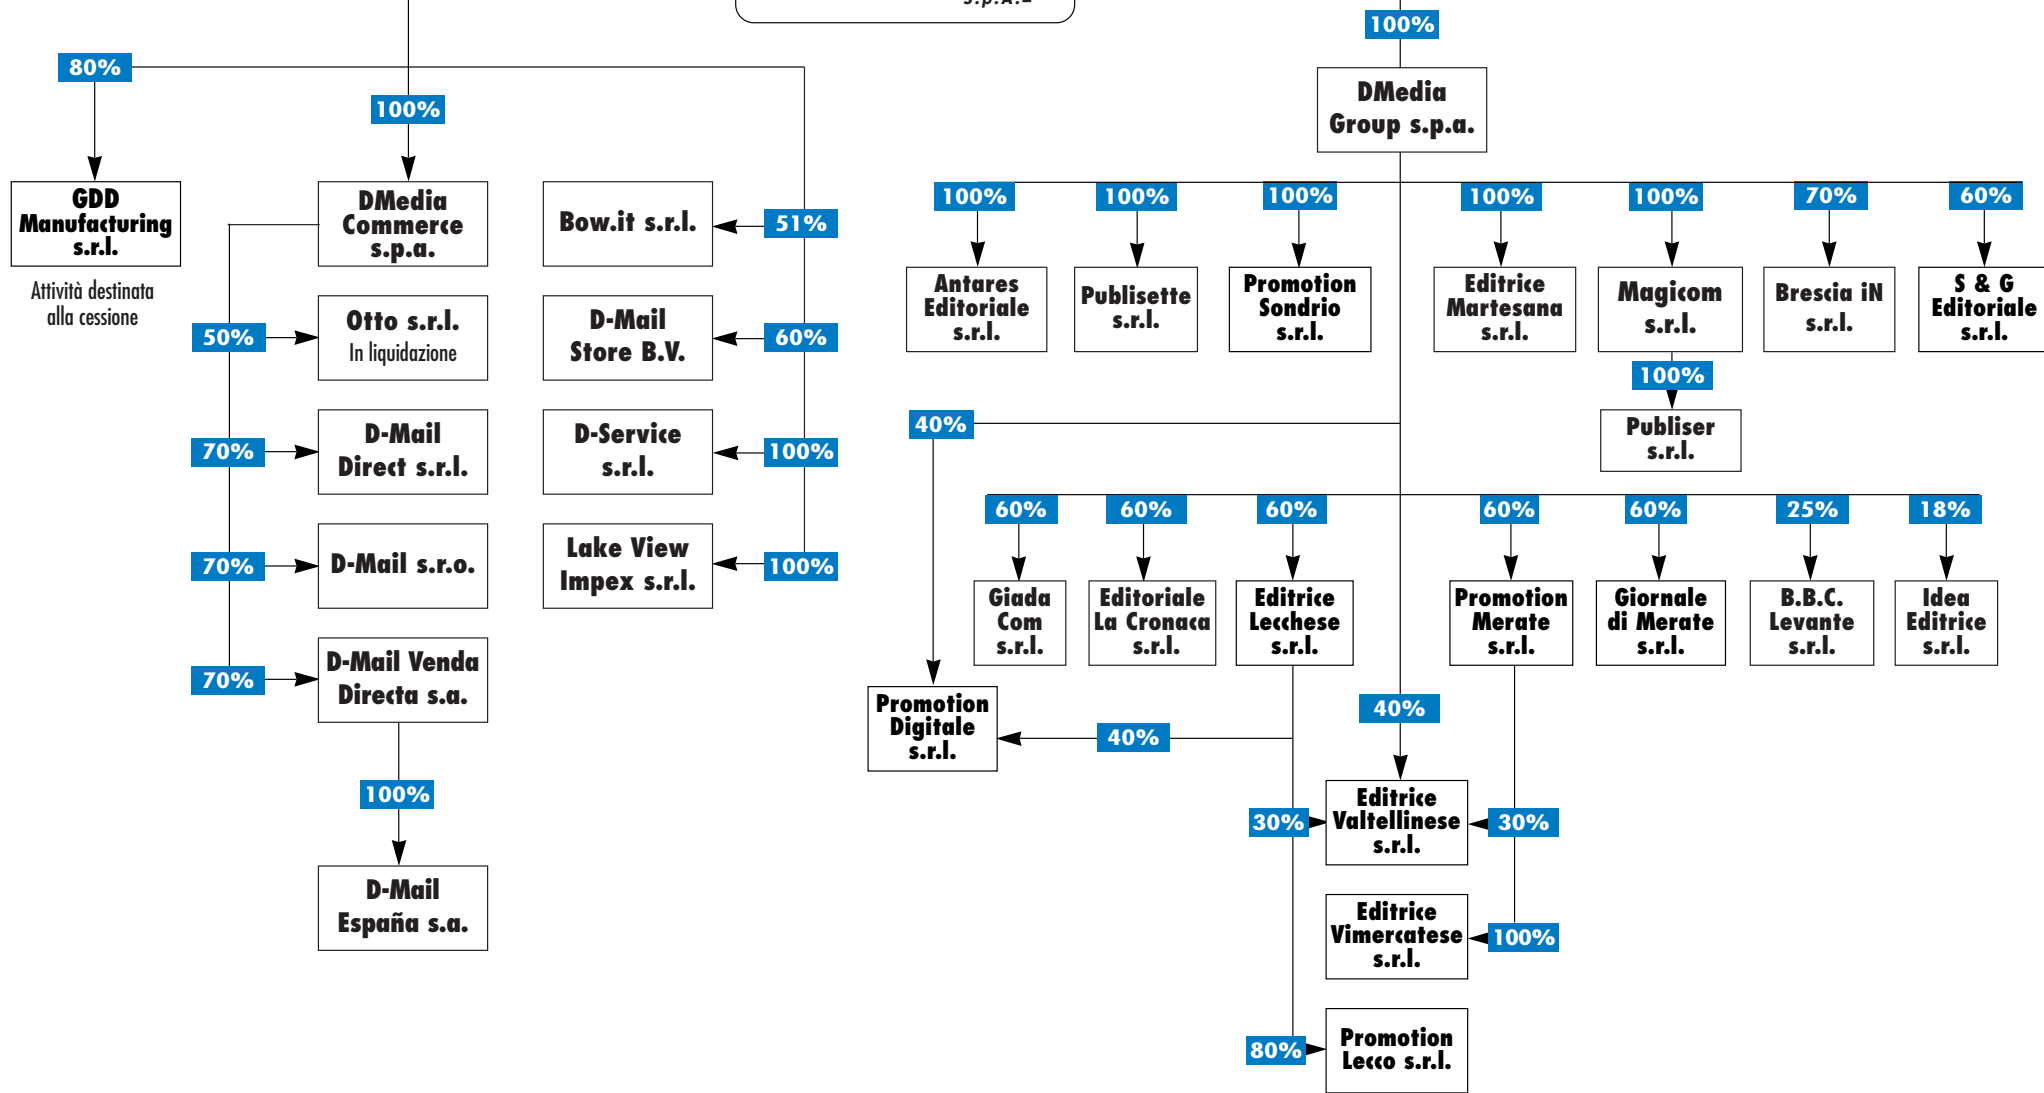 s.p.A.–
100%
80%
100%
DMedia
Group s.p.a.
GDD
Manufacturing
s.r.l.
Attività destinata
alla cessione
DMedia
Commerce
s.p.a.
Bow.it s.r.l.
51%
50%
Otto s.r.l.
In liquidazione
D-Mail
Store B.V.
60%
70%
D-Mail
Direct s.r.l.
D-Service
s.r.l.
100%
70%
D-Mail s.r.o.
Lake View
Impex s.r.l.
100%
70%
D-Mail Venda
Directa s.a.
100%
D-Mail
España s.a.
100%
100%
100%
100%
100%
70%
60%
Antares
Editoriale
s.r.l.
Publisette
s.r.l.
Promotion
Sondrio
s.r.l.
Editrice
Martesana
s.r.l.
Magicom
s.r.l.
Brescia iN
s.r.l.
S & G
Editoriale
s.r.l.
100%
Publiser
s.r.l.
40%
60%
60%
60%
60%
60%
25%
18%
Giada
Com
s.r.l.
Editoriale
La Cronaca
s.r.l.
Editrice
Lecchese
s.r.l.
Promotion
Merate
s.r.l.
Giornale
di Merate
s.r.l.
B.B.C.
Levante
s.r.l.
Idea
Editrice
s.r.l.
Promotion
Digitale
s.r.l.
40%
40%
30%
Editrice
Valtellinese
s.r.l.
30%
Editrice
Vimercatese
s.r.l.
100%
80%
Promotion
Lecco s.r.l.